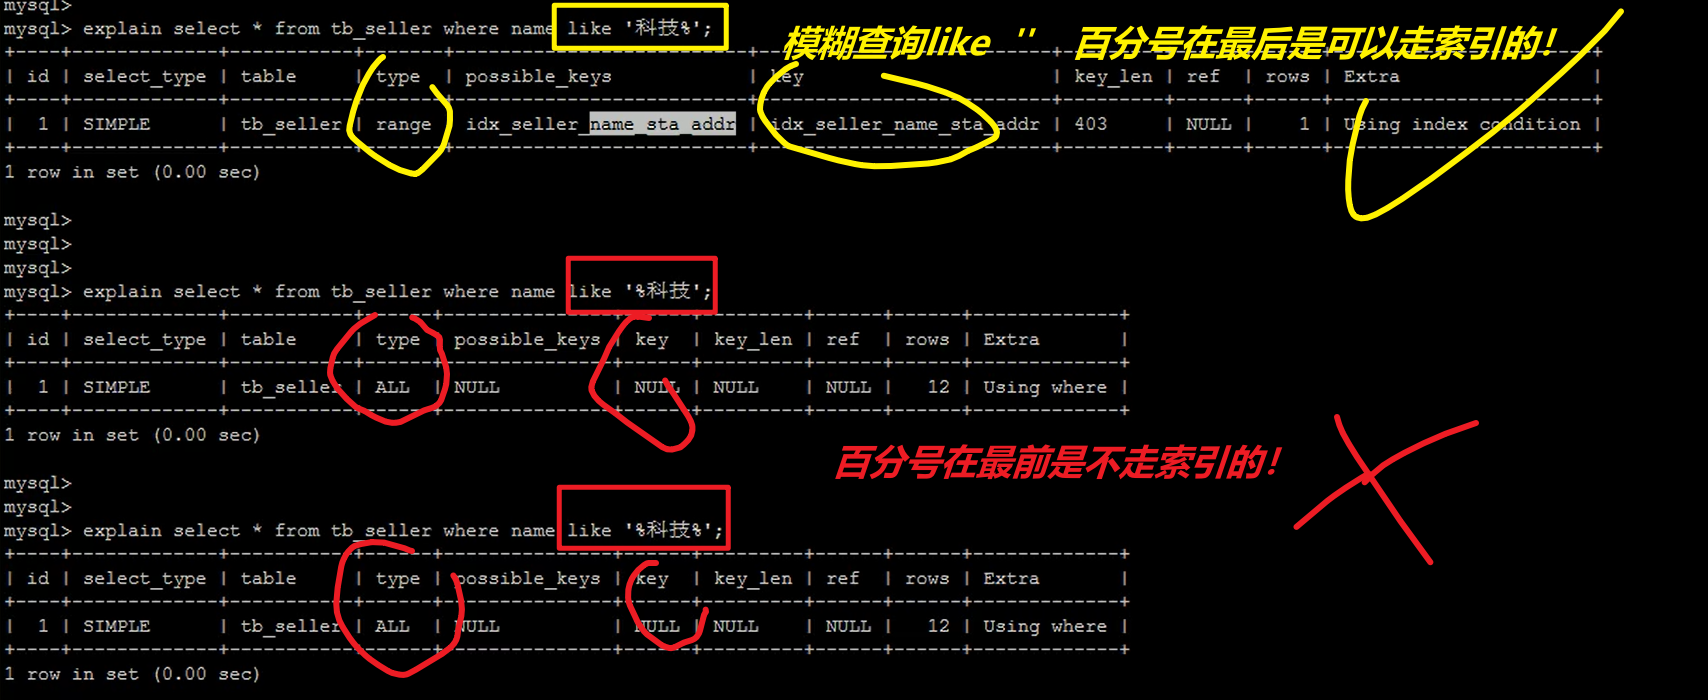 mysql>
mysql> explain select * from tb_seller where name like '科技%';
模糊查询like '' 百分号在最后是可以走索引的!
+----+-------------+-----------+-------+---------------------------+---------------------------+---------+------+------+-----------------------+
| id | select_type | table | type | possible_keys | key | key_len | ref | rows | Extra |
+----+-------------+-----------+-------+---------------------------+---------------------------+---------+------+------+-----------------------+
| 1 | SIMPLE | tb_seller | range | idx_seller_name_sta_addr | idx_seller_name_sta_addr | 403 | NULL | 1 | Using index condition |
+----+-------------+-----------+-------+---------------------------+---------------------------+---------+------+------+-----------------------+
1 row in set (0.00 sec)
mysql>
mysql>
mysql>
mysql> explain select * from tb_seller where name like '%科技';
+----+-------------+-----------+------+---------------+------+---------+------+------+-------------+
| id | select_type | table | type | possible_keys | key | key_len | ref | rows | Extra |
+----+-------------+-----------+------+---------------+------+---------+------+------+-------------+
| 1 | SIMPLE | tb_seller | ALL | NULL | NULL | NULL | NULL | 12 | Using where |
+----+-------------+-----------+------+---------------+------+---------+------+------+-------------+
1 row in set (0.00 sec)
百分号在最前是不走索引的!
mysql>
mysql>
mysql> explain select * from tb_seller where name like '%科技%';
+----+-------------+-----------+------+---------------+------+---------+------+------+-------------+
| id | select_type | table | type | possible_keys | key | key_len | ref | rows | Extra |
+----+-------------+-----------+------+---------------+------+---------+------+------+-------------+
| 1 | SIMPLE | tb_seller | ALL | NULL | NULL | NULL | NULL | 12 | Using where |
+----+-------------+-----------+------+---------------+------+---------+------+------+-------------+
1 row in set (0.00 sec)